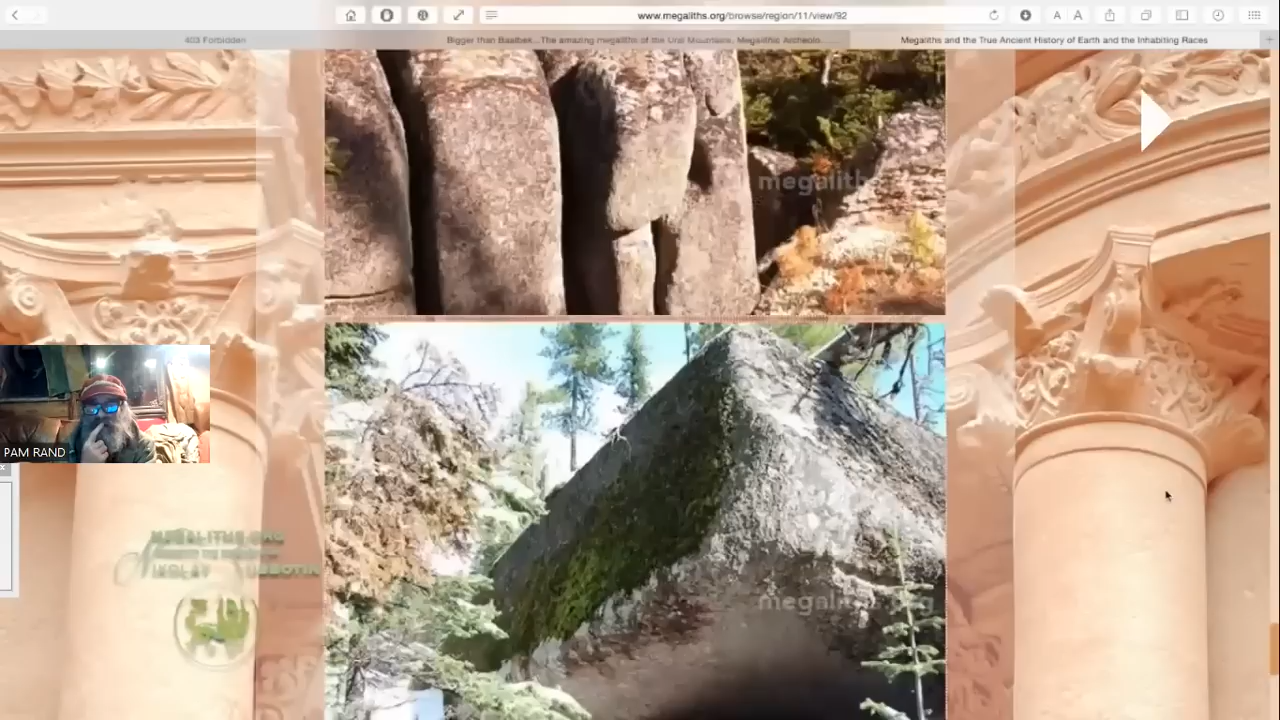 www.megaliths.org/browse/region/11/view/92
A A
403 Forbidden
Bigger than Baalbek...The amazing megaliths of the Ural Mountains. Megalithic Archeolo...
Megaliths and the True Ancient History of Earth and the Inhabiting Races
megaliths
PAM RAND
MEGALITHS.ORG
megaliths.org